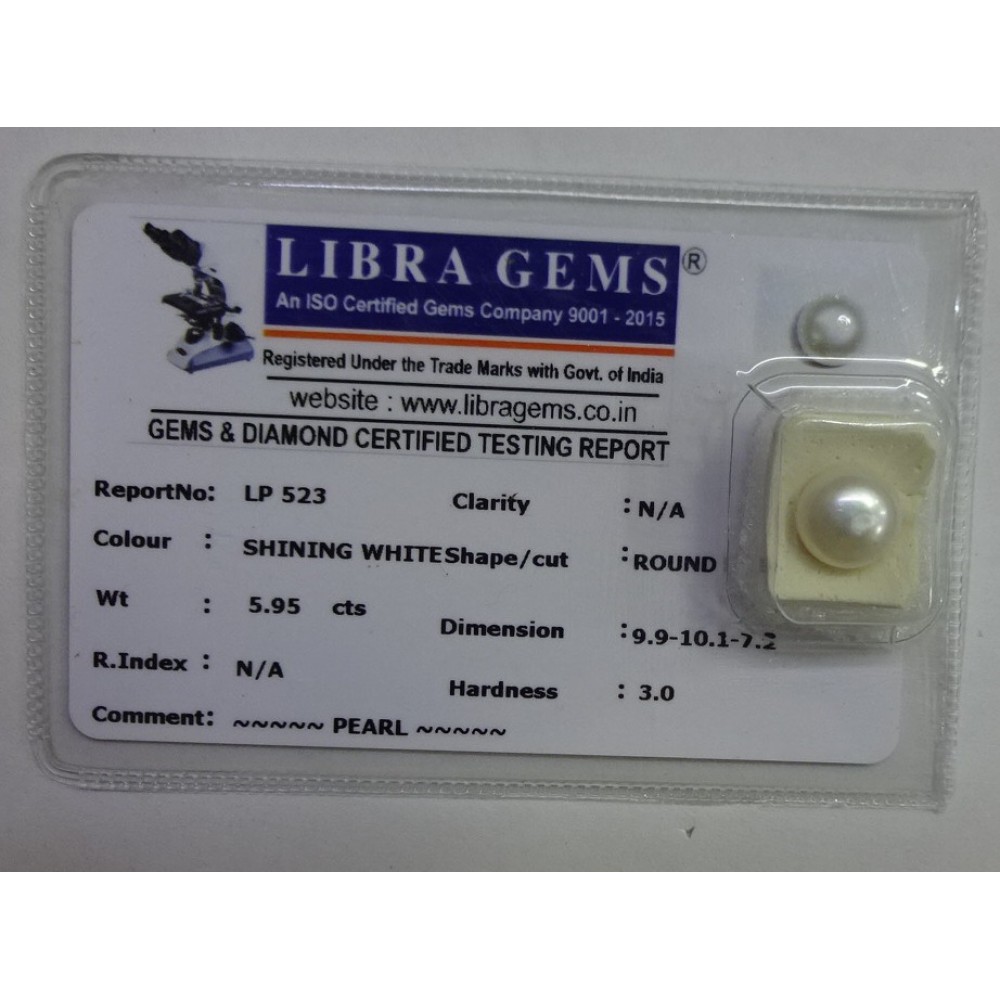 LIBRA GEMS®
An ISO Certified Gems Company 9001 - 2015
Registered Under the Trade Marks with Govt. of India
website : www.libragems.co.in
GEMS & DIAMOND CERTIFIED TESTING REPORT
ReportNo: LP 523 Clarity : N/A
Colour : SHINING WHITE Shape/cut : ROUND
Wt : 5.95 cts Dimension : 9.9-10.1-7.2
R.Index : N/A Hardness : 3.0
Comment: ~~~~~ PEARL ~~~~~